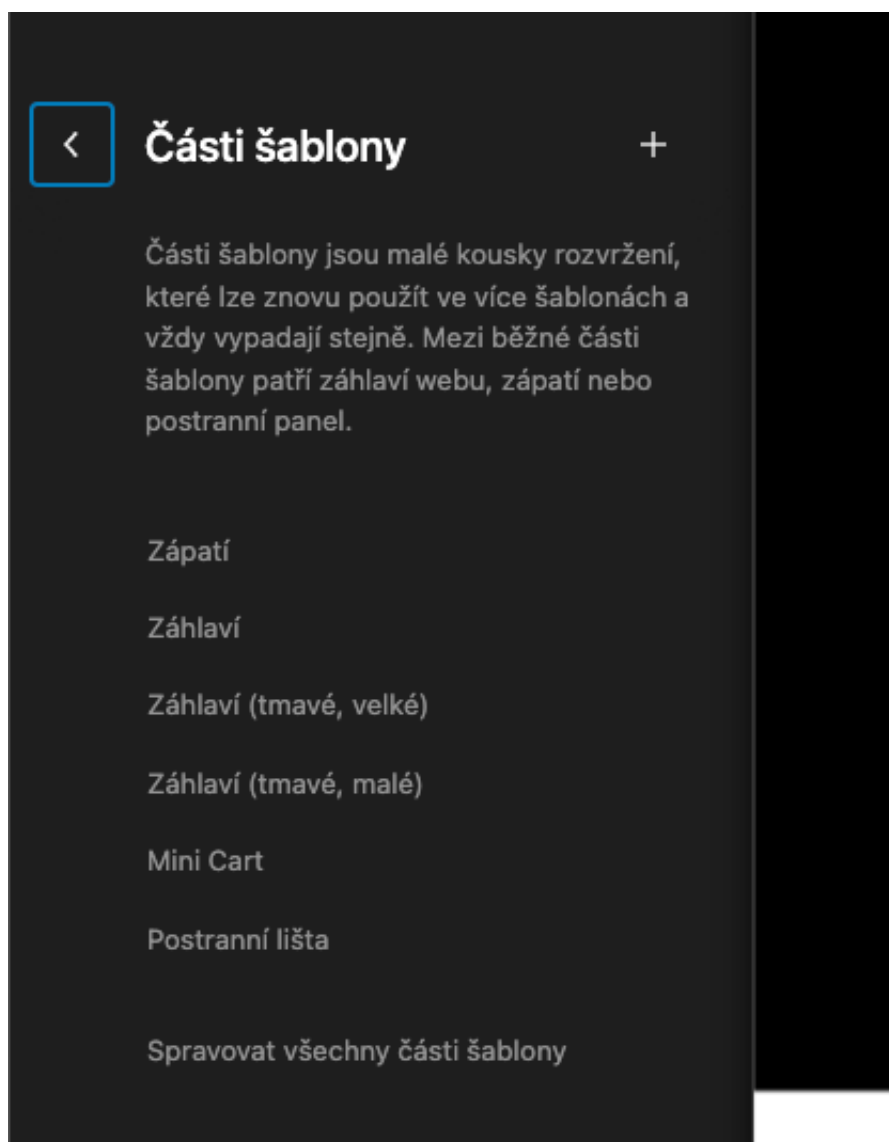 Části šablony
Části šablony jsou malé kousky rozvržení,
které lze znovu použít ve více šablonách a
vždy vypadají stejně. Mezi běžné části
šablony patří záhlaví webu, zápatí nebo
postranní panel.
Zápatí
Záhlaví
Záhlaví (tmavé, velké)
Záhlaví (tmavé, malé)
Mini Cart
Postranní lišta
Spravovat všechny části šablony